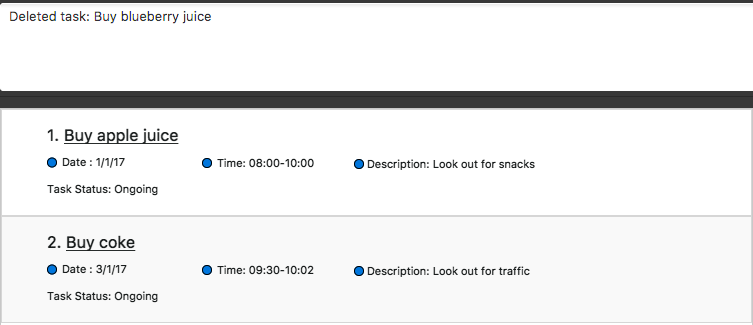 Deleted task: Buy blueberry juice
1. Buy apple juice
Date : 1/1/17 Time: 08:00-10:00 Description: Look out for snacks
Task Status: Ongoing
2. Buy coke
Date : 3/1/17 Time: 09:30-10:02 Description: Look out for traffic
Task Status: Ongoing